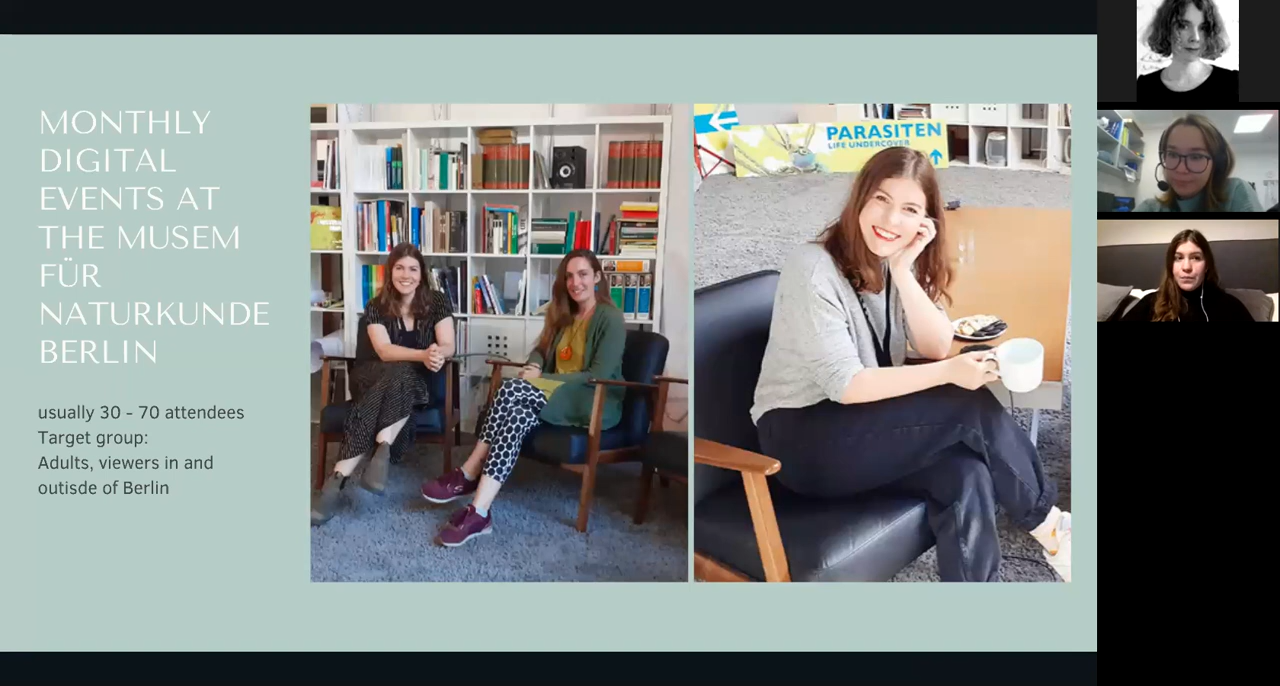 MONTHLY
DIGITAL
EVENTS AT
THE MUSEM
FÜR
NATURKUNDE
BERLIN
usually 30 - 70 attendees
Target group:
Adults, viewers in and
outisde of Berlin
PARASITEN
LIFE UNDERCOVER